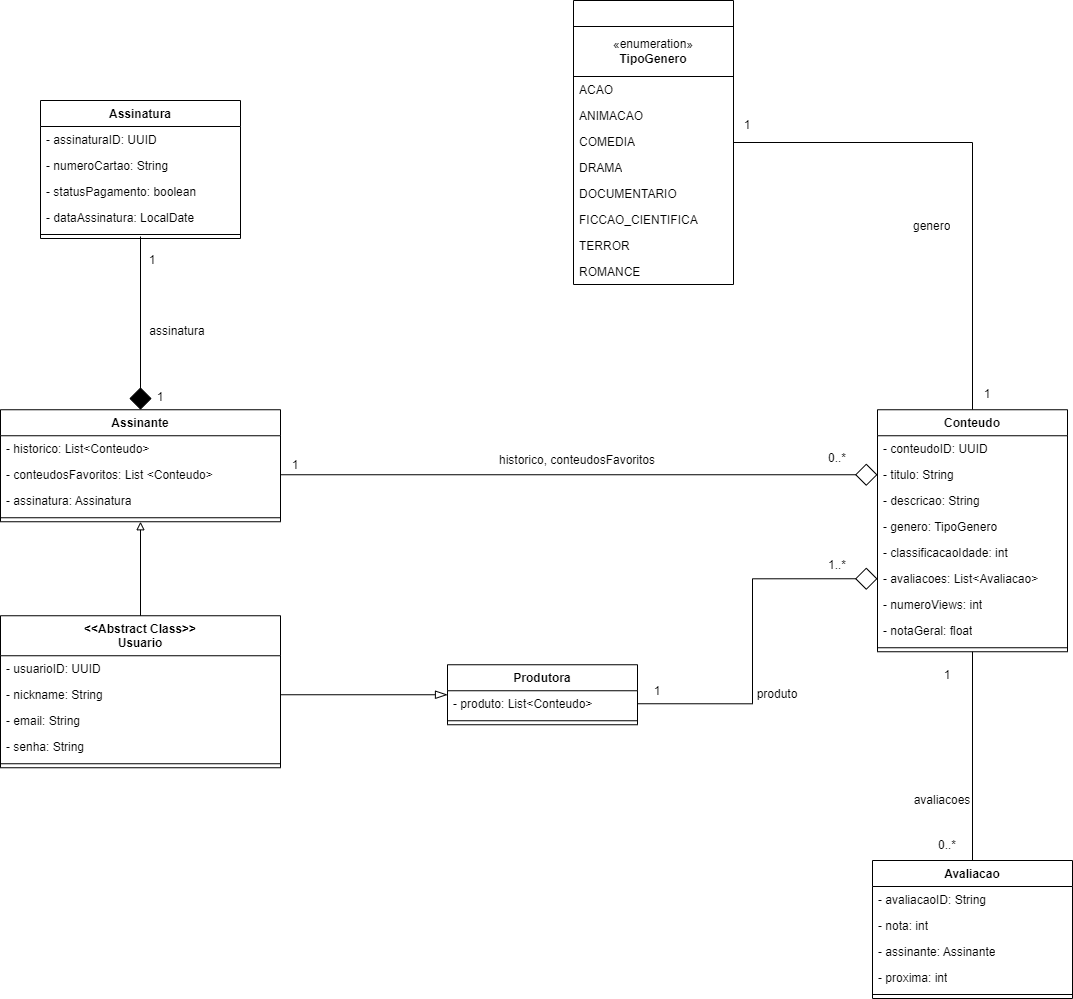 «enumeration»
TipoGenero
ACAO
ANIMACAO
COMEDIA
DRAMA
DOCUMENTARIO
FICCAO_CIENTIFICA
TERROR
ROMANCE
1
genero
1
Assinatura
- assinaturaID: UUID
- numeroCartao: String
- statusPagamento: boolean
- dataAssinatura: LocalDate
1
assinatura
1
Assinante
- historico: List<Conteudo>
- conteudosFavoritos: List <Conteudo>
- assinatura: Assinatura
1
historico, conteudosFavoritos
0..*
Conteudo
- conteudoID: UUID
- titulo: String
- descricao: String
- genero: TipoGenero
- classificacaoIdade: int
- avaliacoes: List<Avaliacao>
- numeroViews: int
- notaGeral: float
1..*
<<Abstract Class>>
Usuario
- usuarioID: UUID
- nickname: String
- email: String
- senha: String
Produtora
- produto: List<Conteudo>
1
produto
1
avaliacoes
0..*
Avaliacao
- avaliacaoID: String
- nota: int
- assinante: Assinante
- proxima: int